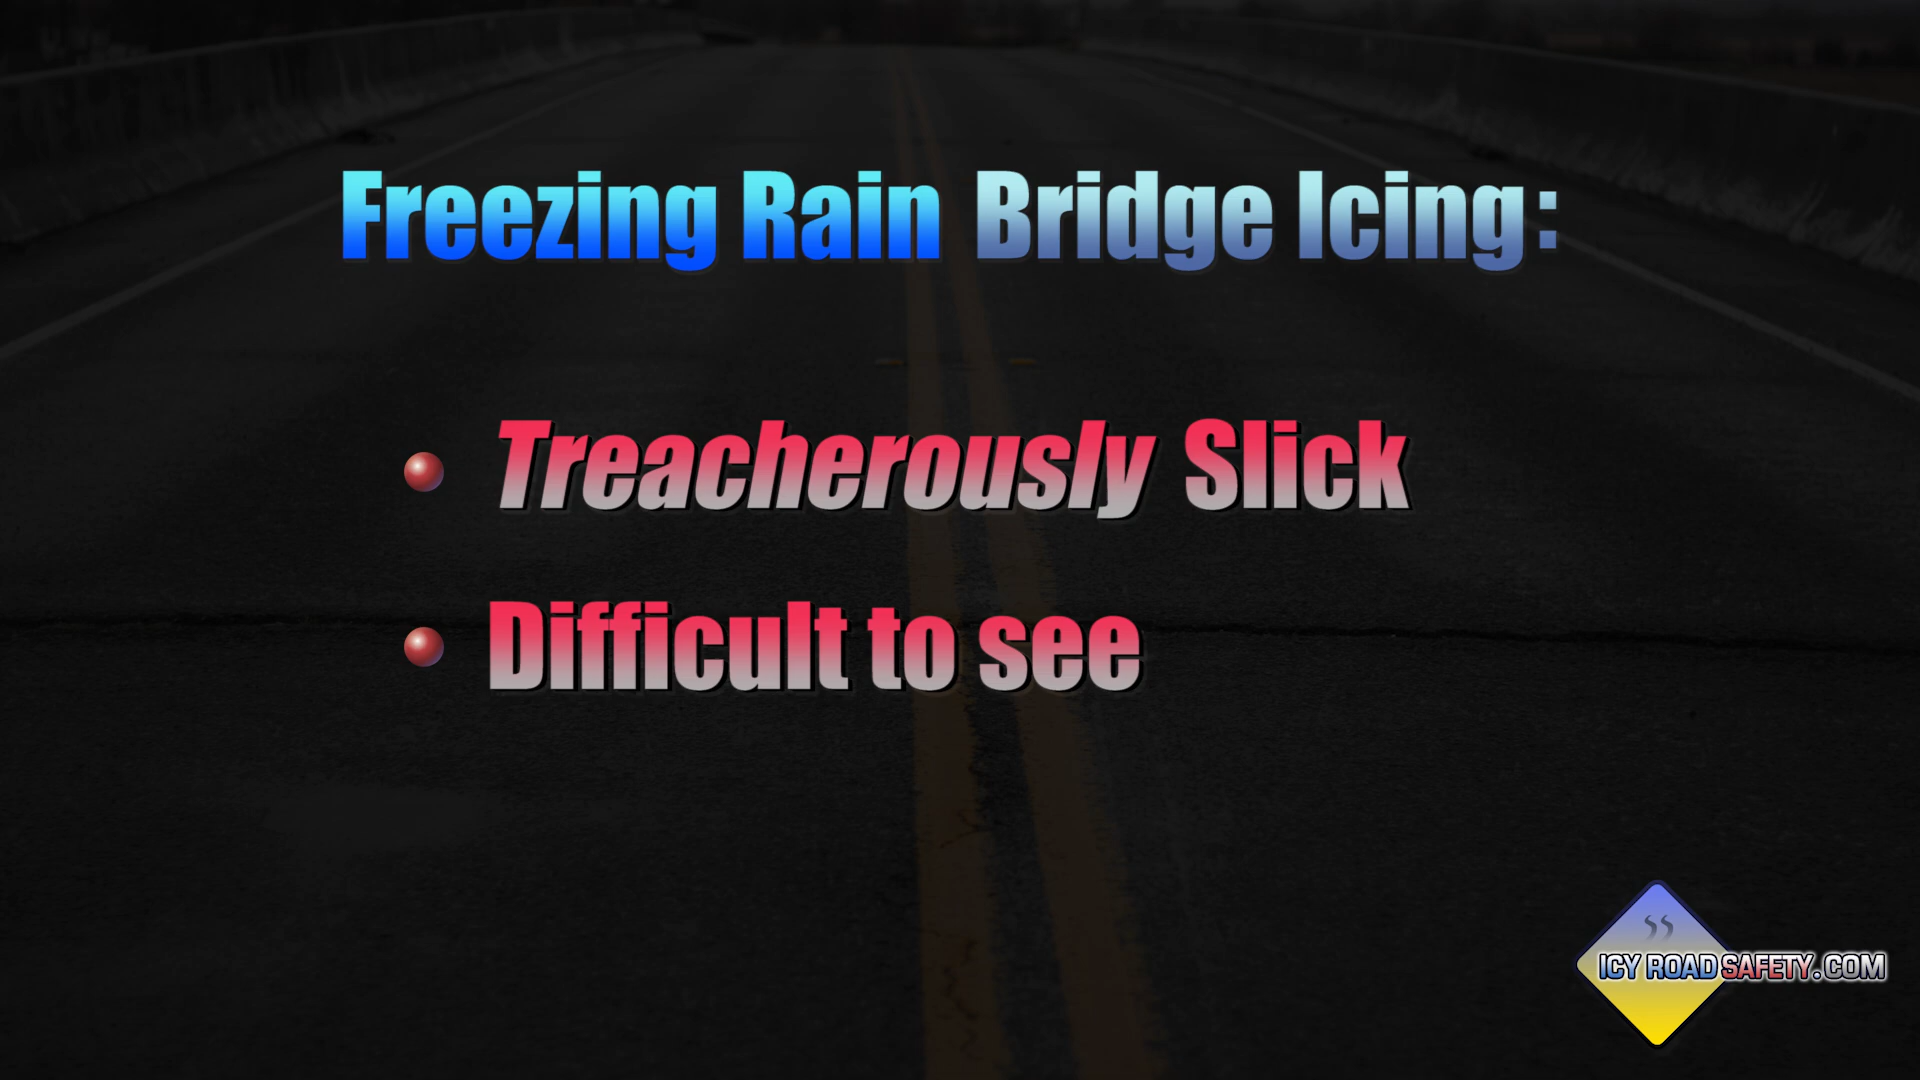 Freezing Rain Bridge Icing:
• Treacherously Slick
• Difficult to see
ICY ROAD SAFETY.COM